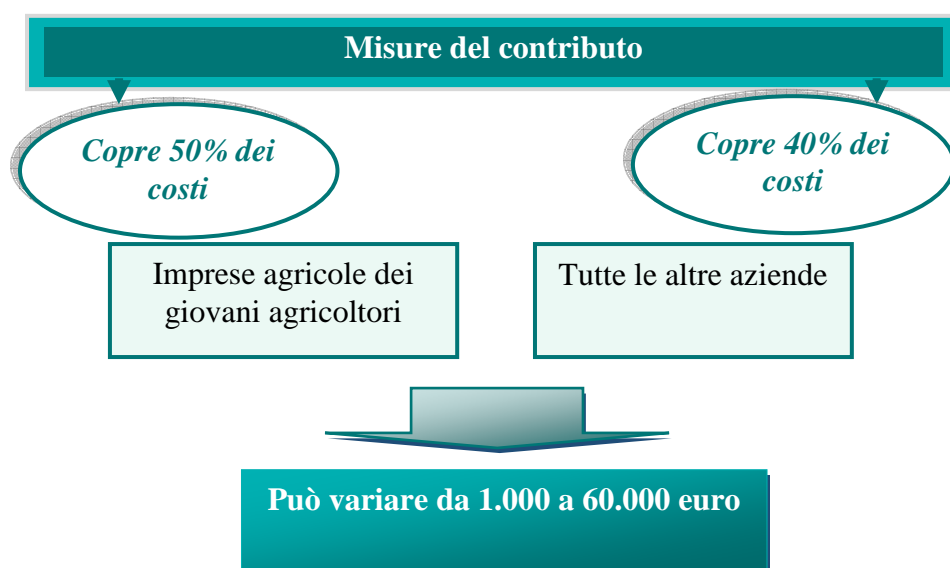 Misure del contributo
Copre 50% dei
costi
Copre 40% dei
costi
Imprese agricole dei
giovani agricoltori
Tutte le altre aziende
Può variare da 1.000 a 60.000 euro